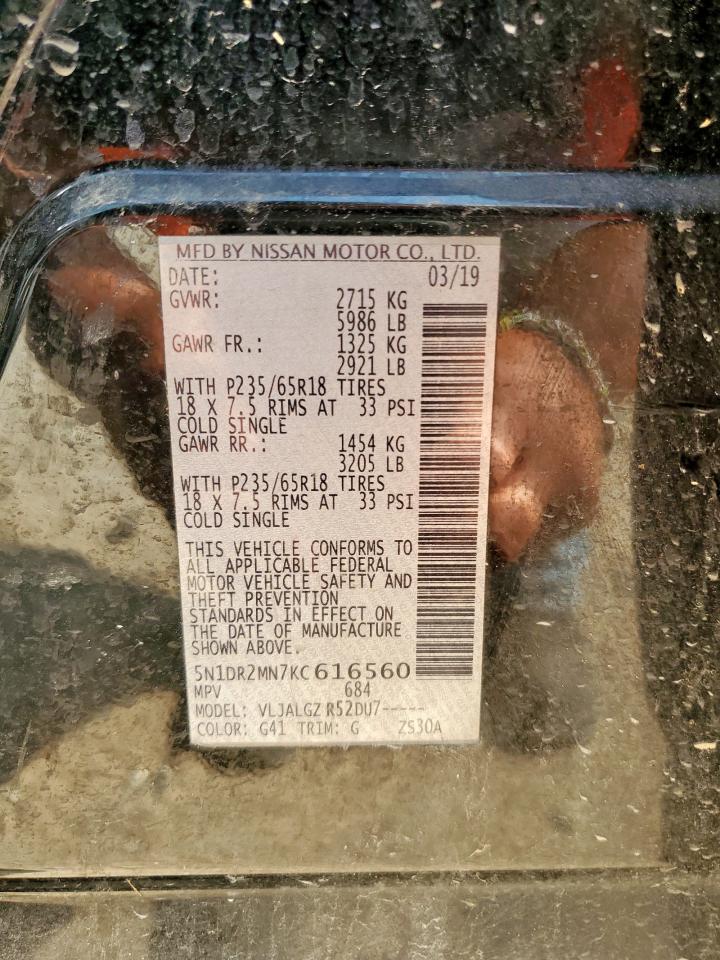 MFD BY NISSAN MOTOR CO., LTD.
DATE: 03/19
GVWR: 2715 KG
5986 LB
GAWR FR.: 1325 KG
2921 LB
WITH P235/65R18 TIRES
18 X 7.5 RIMS AT 33 PSI
COLD SINGLE
GAWR RR.: 1454 KG
3205 LB
WITH P235/65R18 TIRES
18 X 7.5 RIMS AT 33 PSI
COLD SINGLE
THIS VEHICLE CONFORMS TO
ALL APPLICABLE FEDERAL
MOTOR VEHICLE SAFETY AND
THEFT PREVENTION
STANDARDS IN EFFECT ON
THE DATE OF MANUFACTURE
SHOWN ABOVE.
5N1DR2MN7KC616560
MPV 684
MODEL: VLJALGZ R52DU7-----
COLOR: G41 TRIM: G ZS30A